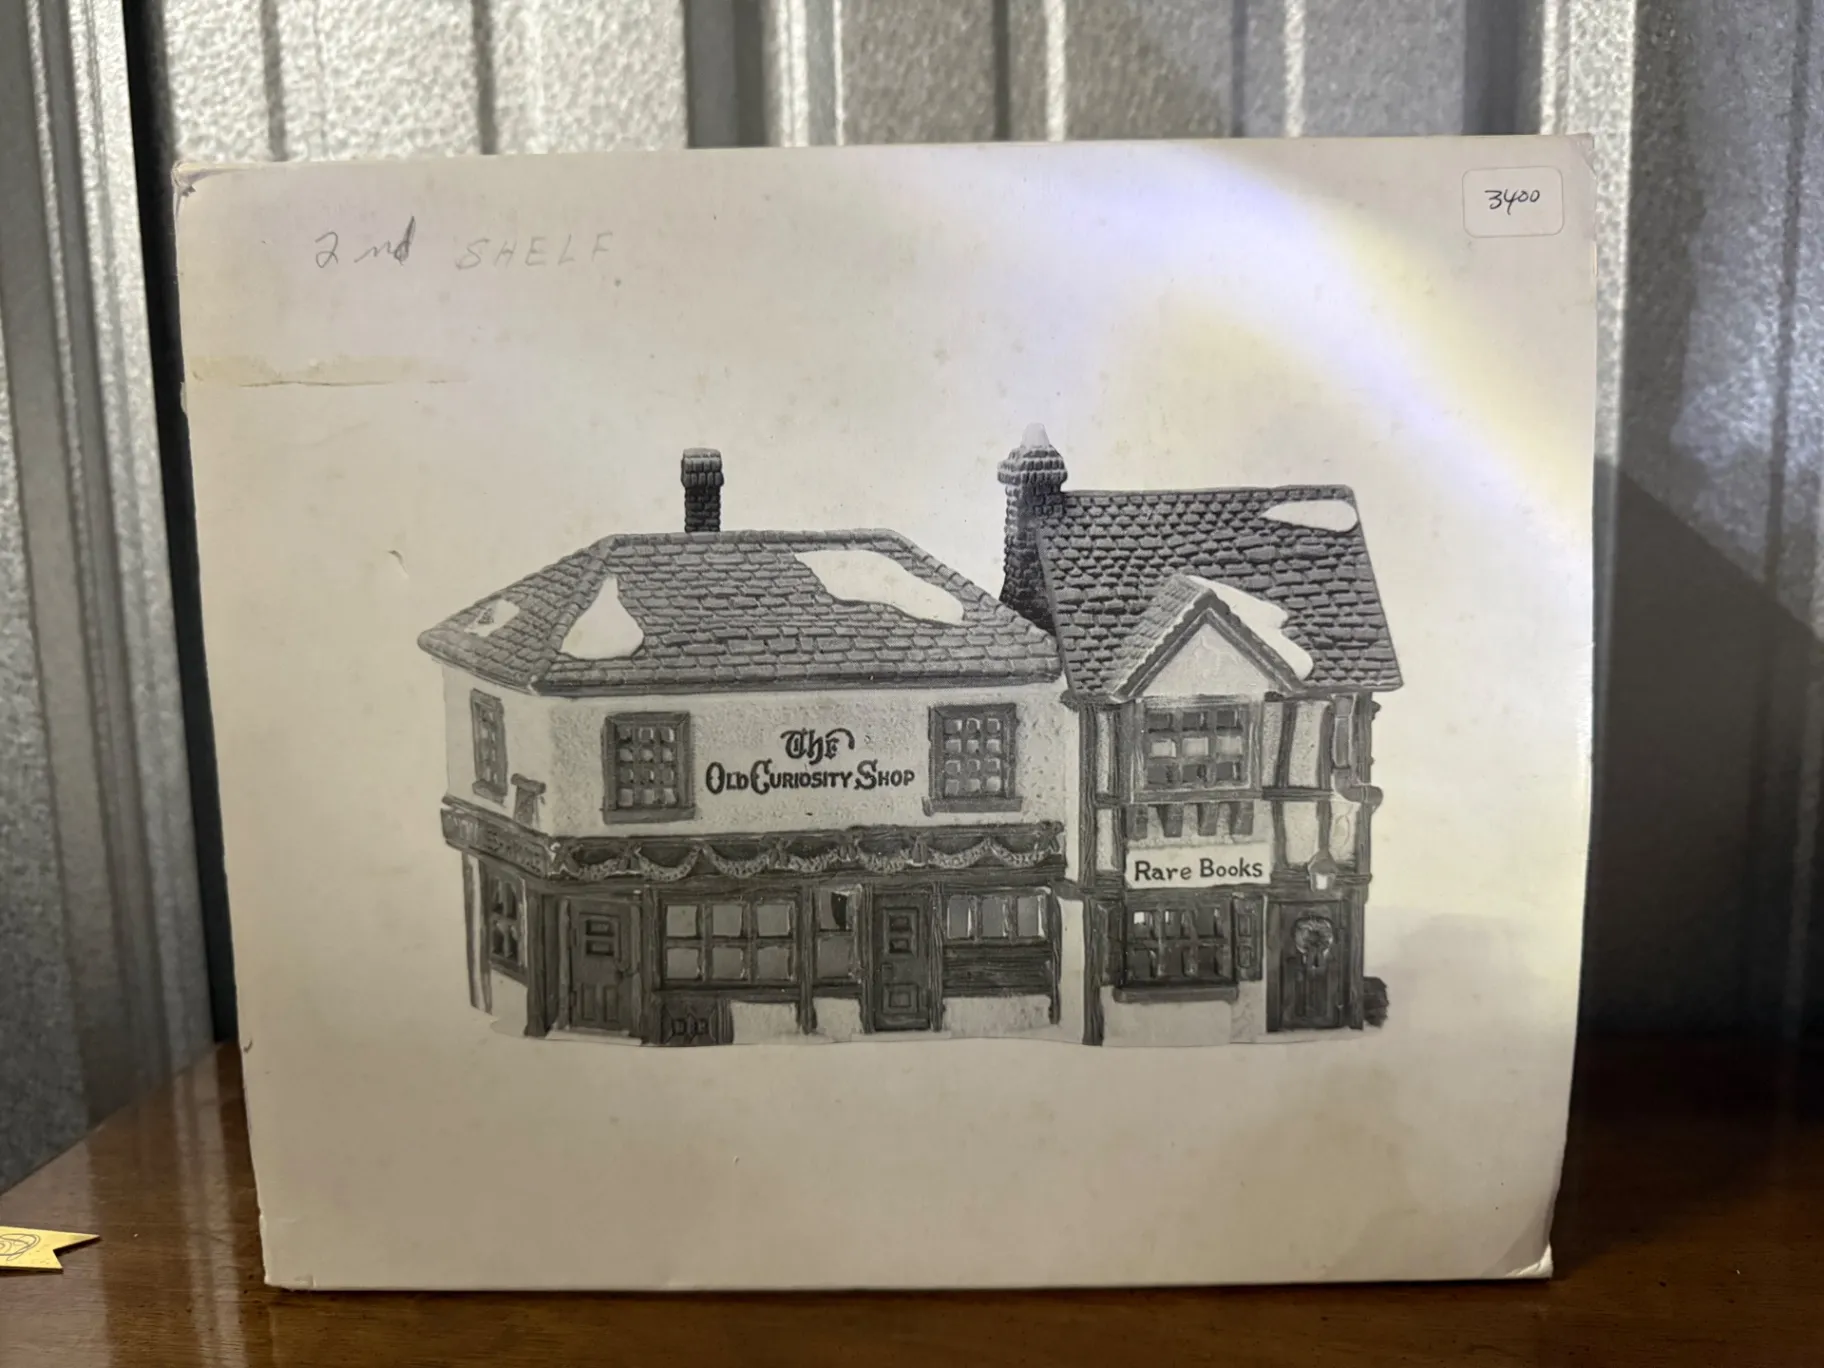 3400
2nd SHELF
The
OLD CURIOSITY SHOP
Rare Books